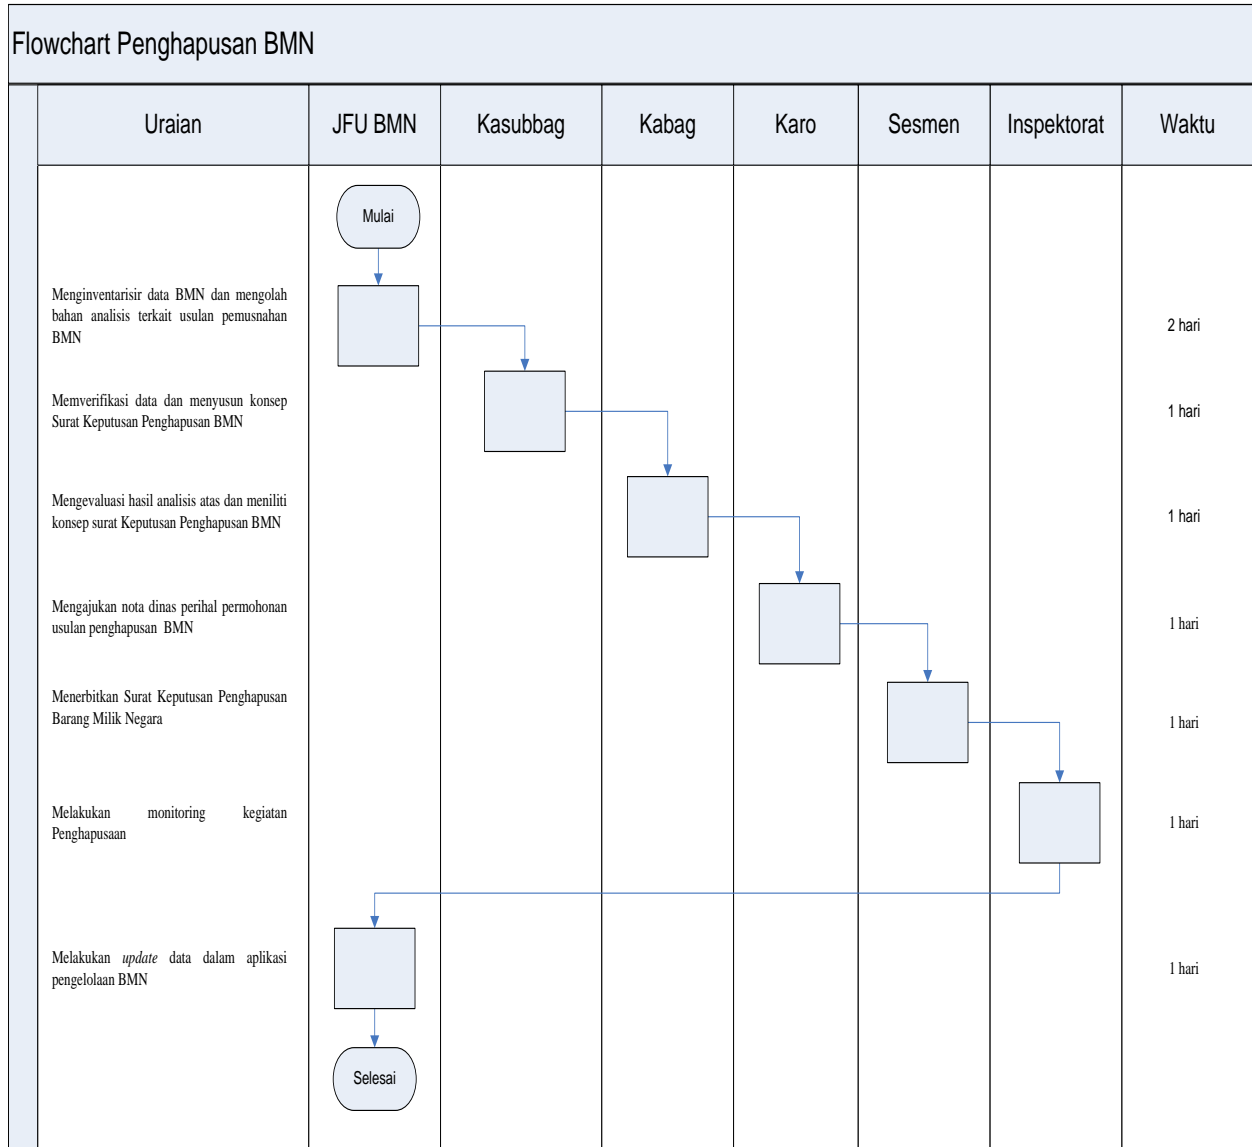 Flowchart Penghapusan BMN
Uraian
JFU BMN
Kasubbag
Kabag
Karo
Sesmen
Inspektorat
Waktu
Mulai
Menginventarisir data BMN dan mengolah
bahan analisis terkait usulan pemusnahan
BMN
2 hari
Memverifikasi data dan menyusun konsep
Surat Keputusan Penghapusan BMN
1 hari
Mengevaluasi hasil analisis atas dan meniliti
konsep surat Keputusan Penghapusan BMN
1 hari
Mengajukan nota dinas perihal permohonan
usulan penghapusan BMN
1 hari
Menerbitkan Surat Keputusan Penghapusan
Barang Milik Negara
1 hari
Melakukan monitoring kegiatan
Penghapusaan
1 hari
Melakukan update data dalam aplikasi
pengelolaan BMN
1 hari
Selesai